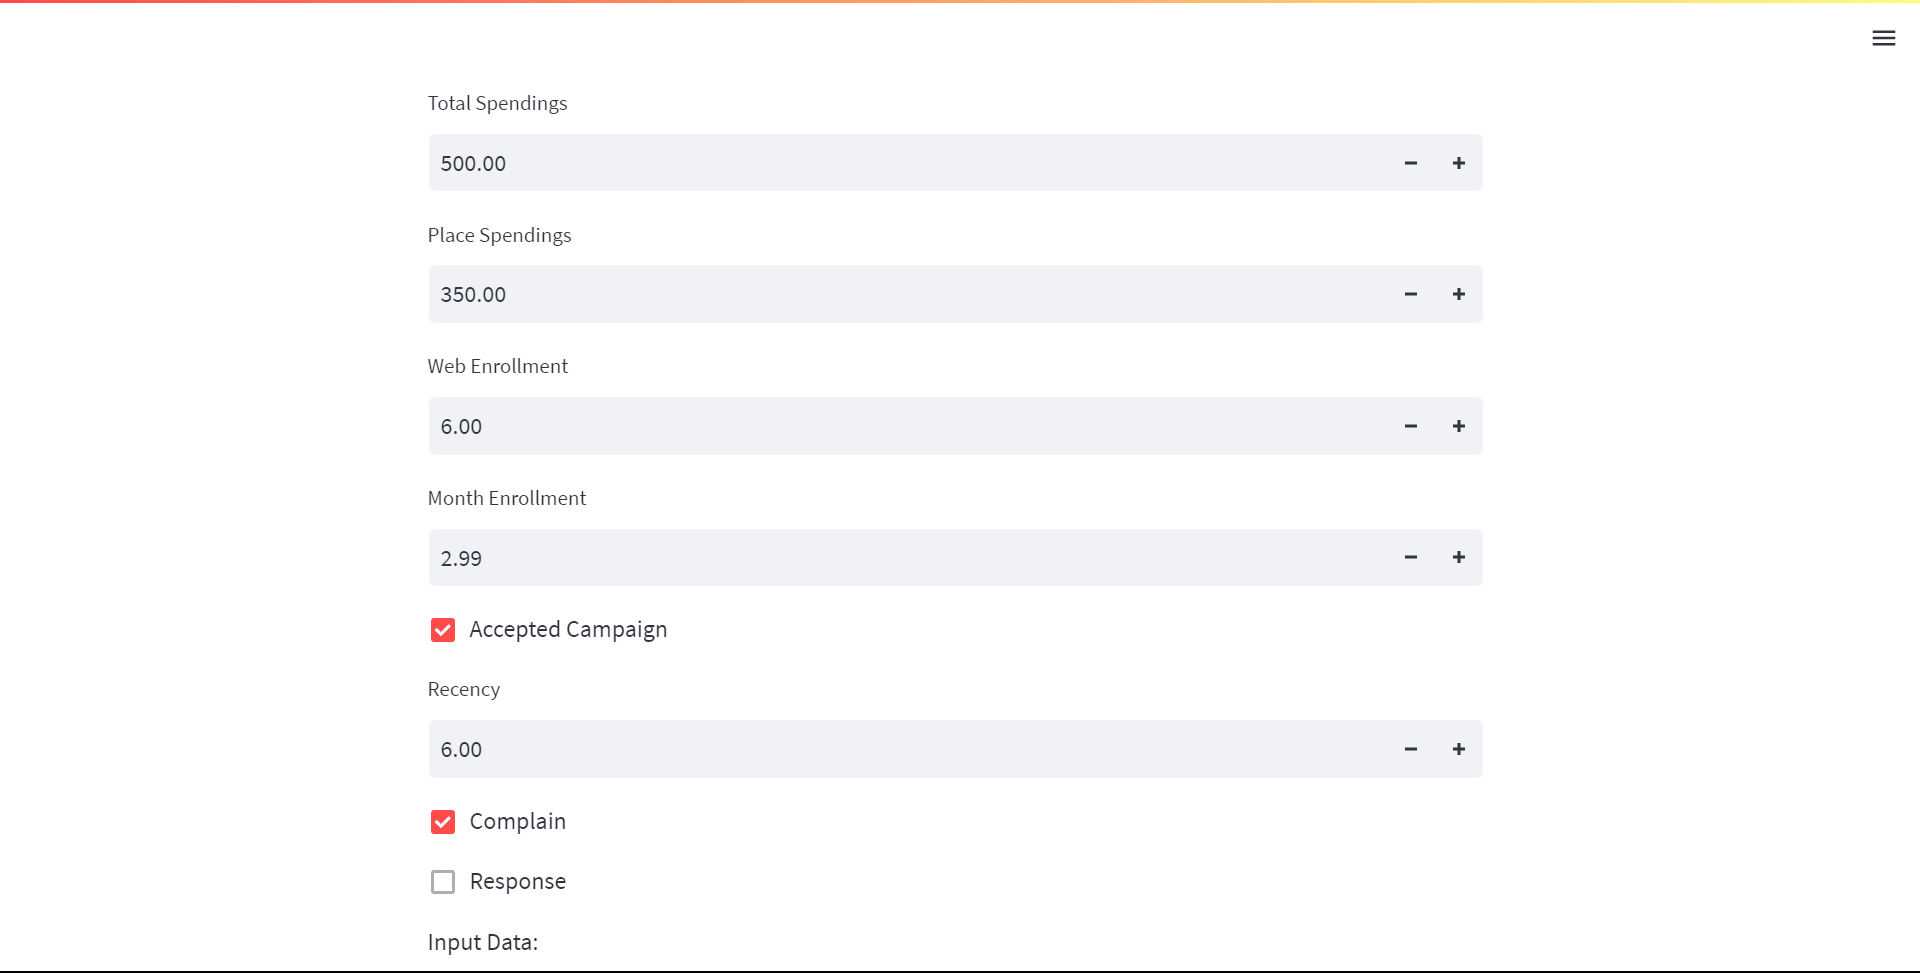 Total Spendings
500.00
Place Spendings
350.00
Web Enrollment
6.00
Month Enrollment
2.99
Accepted Campaign
Recency
6.00
Complain
Response
Input Data: